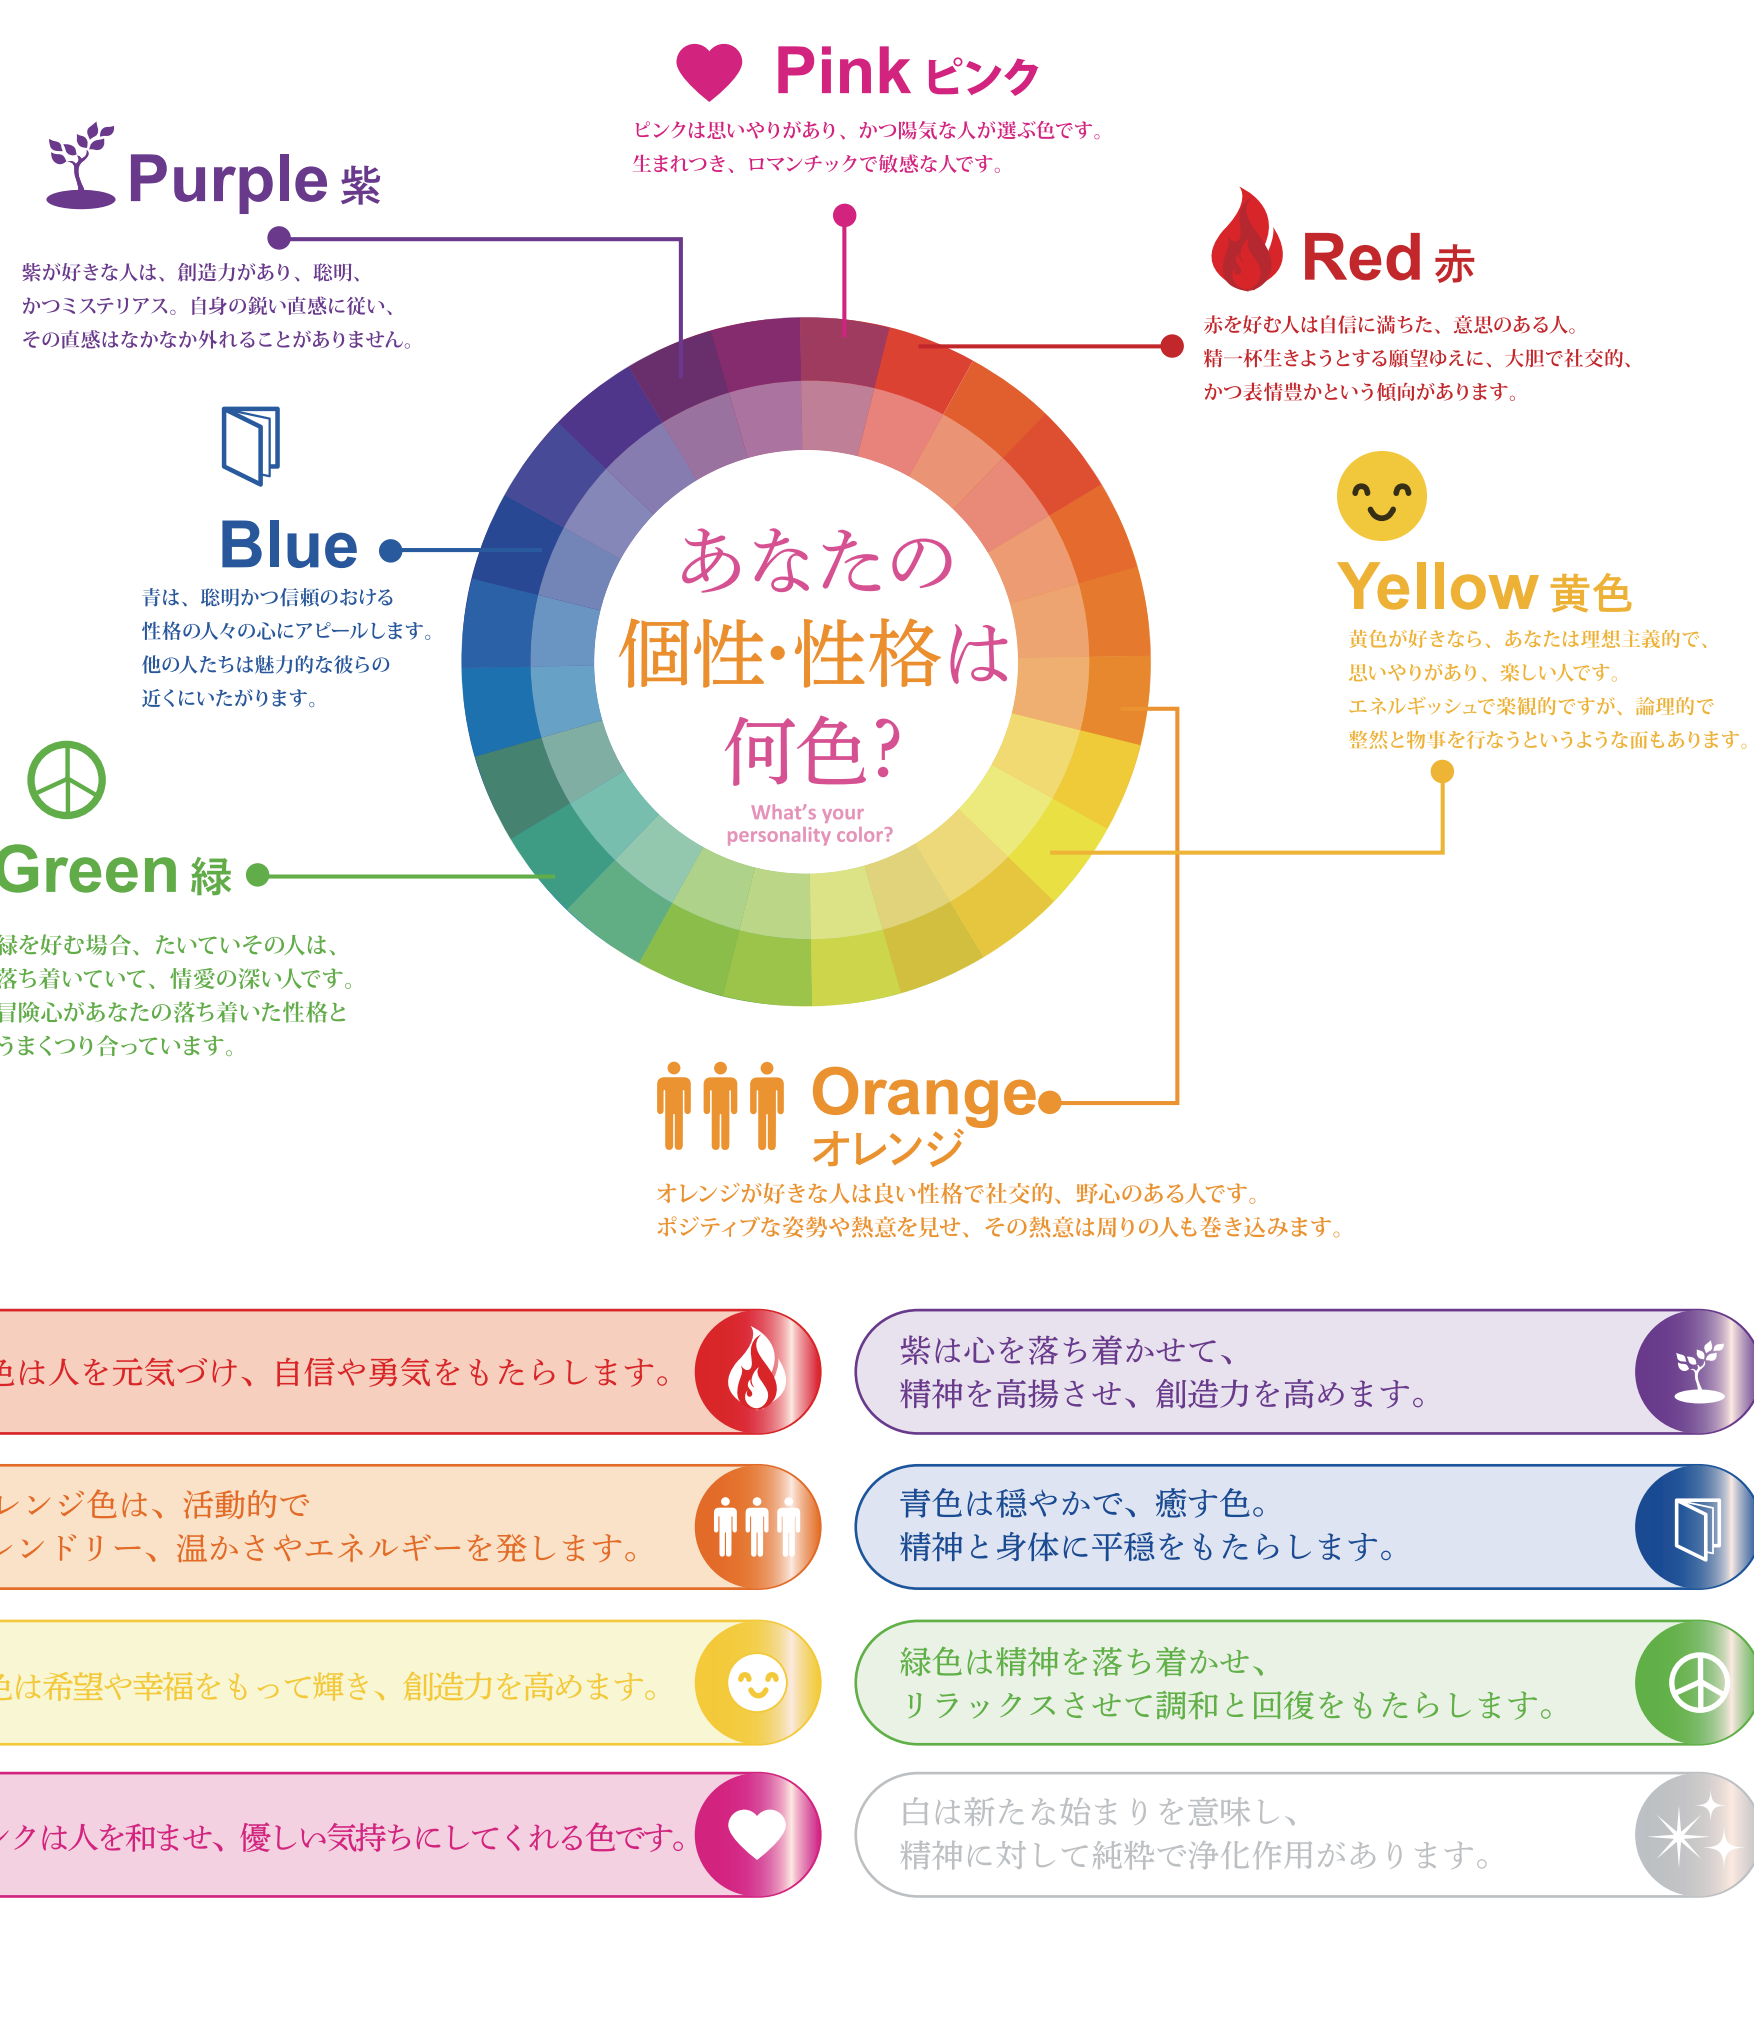 Pink ピンク
ピンクは思いやりがあり、かつ陽気な人が選ぶ色です。
生まれつき、ロマンチックで敏感な人です。
Purple 紫
紫が好きな人は、創造力があり、聡明、
かつミステリアス。自身の鋭い直感に従い、
その直感はなかなか外れることがありません。
Red 赤
赤を好む人は自信に満ちた、意思のある人。
精一杯生きようとする願望ゆえに、大胆で社交的、
かつ表情豊かという傾向があります。
Blue
青は、聡明かつ信頼のおける
性格の人々の心にアピールします。
他の人たちは魅力的な彼らの
近くにいたがります。
Yellow 黄色
黄色が好きなら、あなたは理想主義的で、
思いやりがあり、楽しい人です。
エネルギッシュで楽観的ですが、論理的で
整然と物事を行なうというような面もあります。
あなたの
個性・性格は
何色?
What's your
personality color?
Green 緑
緑を好む場合、たいていその人は、
落ち着いていて、情愛の深い人です。
冒険心があなたの落ち着いた性格と
うまくつり合っています。
Orange
オレンジ
オレンジが好きな人は良い性格で社交的、野心のある人です。
ポジティブな姿勢や熱意を見せ、その熱意は周りの人も巻き込みます。
色は人を元気づけ、自信や勇気をもたらします。
レンジ色は、活動的で
レンドリー、温かさやエネルギーを発します。
色は希望や幸福をもって輝き、創造力を高めます。
ンクは人を和ませ、優しい気持ちにしてくれる色です。
紫は心を落ち着かせて、
精神を高揚させ、創造力を高めます。
青色は穏やかで、癒す色。
精神と身体に平穏をもたらします。
緑色は精神を落ち着かせ、
リラックスさせて調和と回復をもたらします。
白は新たな始まりを意味し、
精神に対して純粋で浄化作用があります。